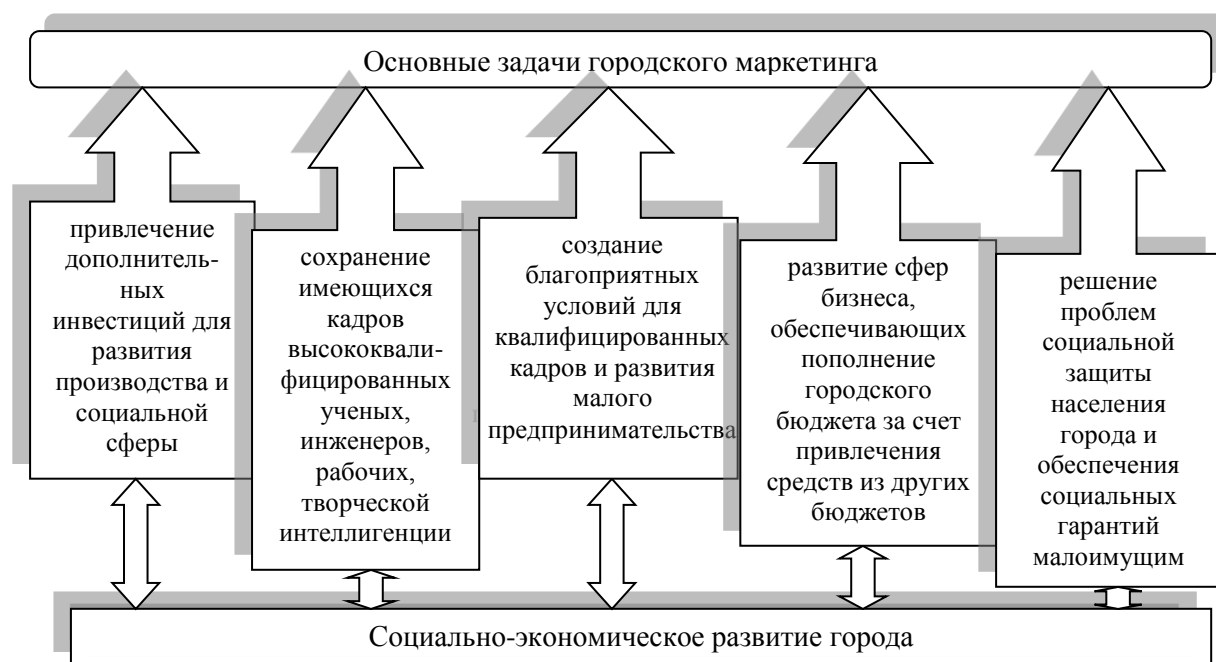 Основные задачи городского маркетинга
привлечение
дополнитель-
ных
инвестиций для
развития
производства и
социальной
сферы
сохранение
имеющихся
кадров
высококвали-
фицированных
ученых,
инженеров,
рабочих,
творческой
интеллигенции
создание
благоприятных
условий для
квалифицированных
кадров и развития
малого
предпринимательства
развитие сфер
бизнеса,
обеспечивающих
пополнение
городского
бюджета за счет
привлечения
средств из других
бюджетов
решение
проблем
социальной
защиты
населения
города и
обеспечения
социальных
гарантий
малоимущим
Социально-экономическое развитие города